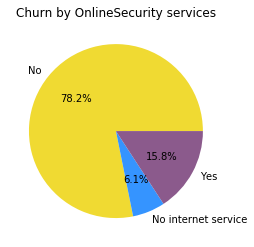 Churn by OnlineSecurity services
No
78.2%
15.8%
Yes
6.1%
No internet service